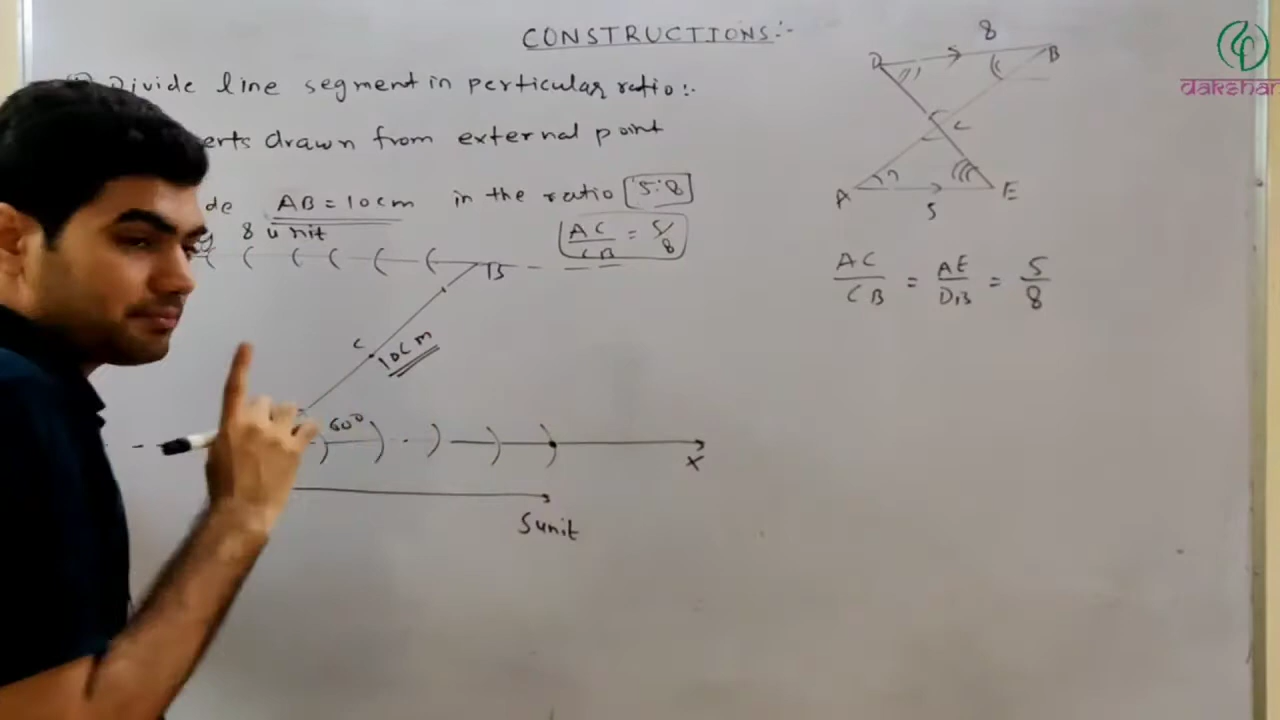 CONSTRUCTIONS:-
Divide line segment in perticular ratio:-
erts drawn from external point
de AB = 10cm in the ratio 5:8
8 unit
AC/CB = 5/8
B
C
10cm
60°
X
5unit
D 8 B
C
A 5 E
AC/CB = AE/DB = 5/8
dakshar